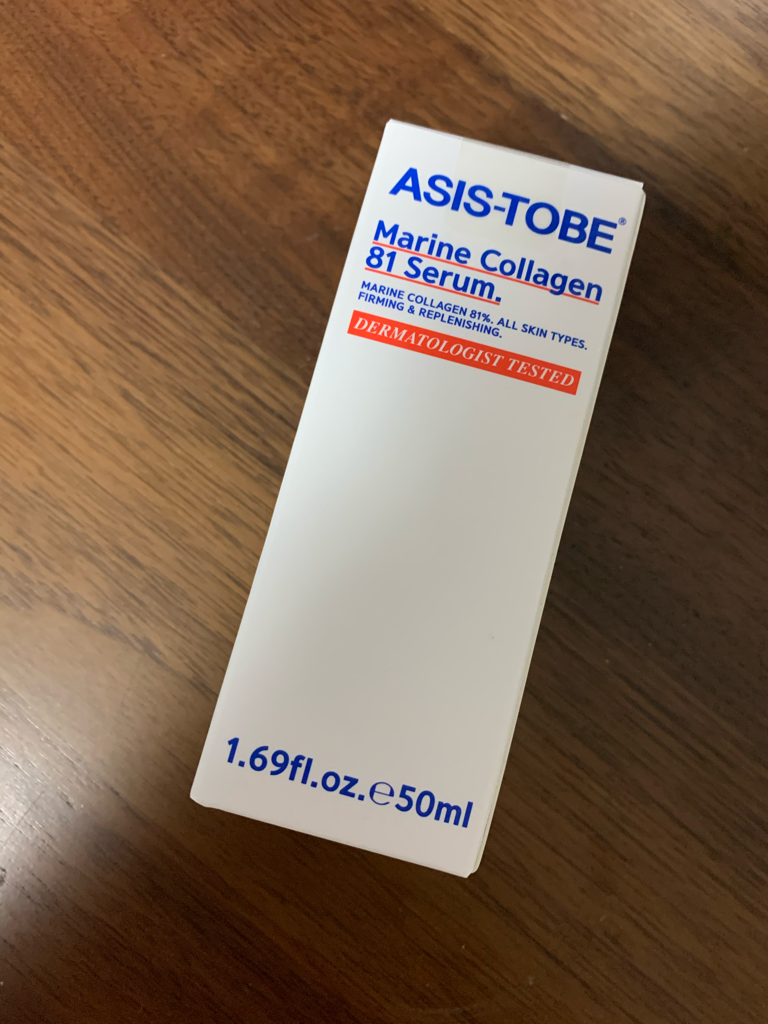 ASIS-TOBE®
Marine Collagen
81 Serum.
MARINE COLLAGEN 81%. ALL SKIN TYPES.
FIRMING & REPLENISHING.
DERMATOLOGIST TESTED
1.69fl.oz.℮50ml